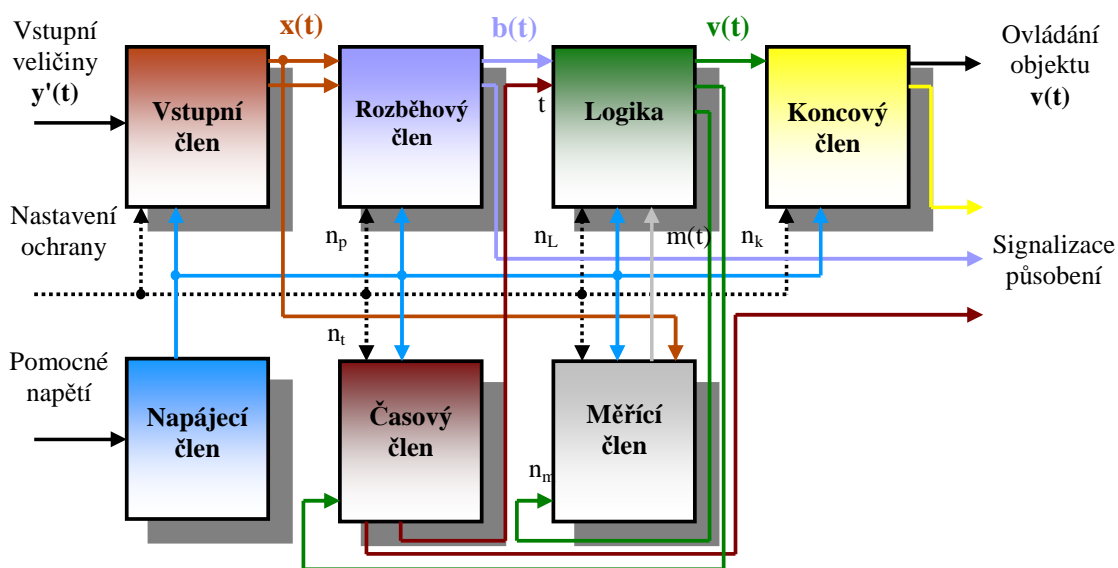 Vstupní
veličiny
y'(t)
x(t)
b(t)
v(t)
Ovládání
objektu
v(t)
Vstupní
člen
Rozběhový
člen
t
Logika
Koncový
člen
Nastavení
ochrany
n_p
n_L
m(t)
n_k
Signalizace
působení
n_t
Pomocné
napětí
Napájecí
člen
Časový
člen
Měřící
člen
n_m